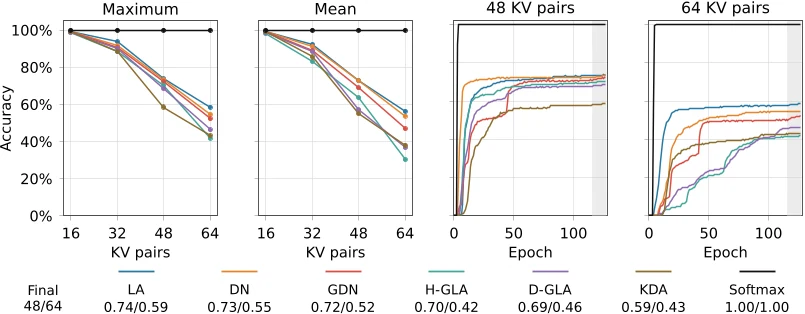 Maximum
Mean
48 KV pairs
64 KV pairs
Accuracy
100%
80%
60%
40%
20%
0%
16 32 48 64
16 32 48 64
0 50 100
0 50 100
KV pairs
KV pairs
Epoch
Epoch
Final
48/64
LA
0.74/0.59
DN
0.73/0.55
GDN
0.72/0.52
H-GLA
0.70/0.42
D-GLA
0.69/0.46
KDA
0.59/0.43
Softmax
1.00/1.00